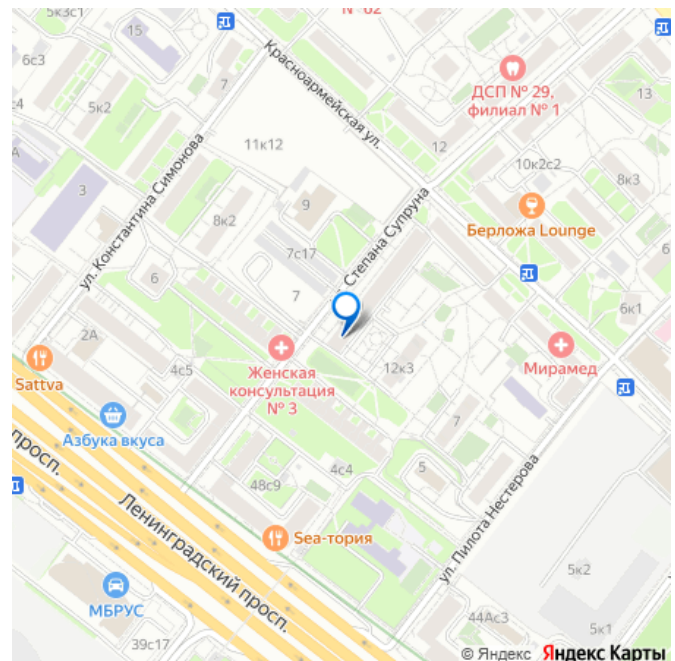 5к3с1
15
№ 62
6с3
7
Красноармейская ул.
ДСП № 29,
филиал № 1
13
5к2
11к12
12
10к2с2
8к3
3
ул. Константина Симонова
9
8к2
Берложа Lounge
7с17
Степана Супруна
6
7
6к1
2А
4с5
Женская
консультация
№ 3
12к3
Мирамед
Sattva
Азбука вкуса
7
просп.
4с4
5
48с9
Ленинградский просп.
Sea-тория
ул. Пилота Нестерова
МБРУС
5к2
39с17
44Ас3
5к1
© Яндекс Яндекс Карты